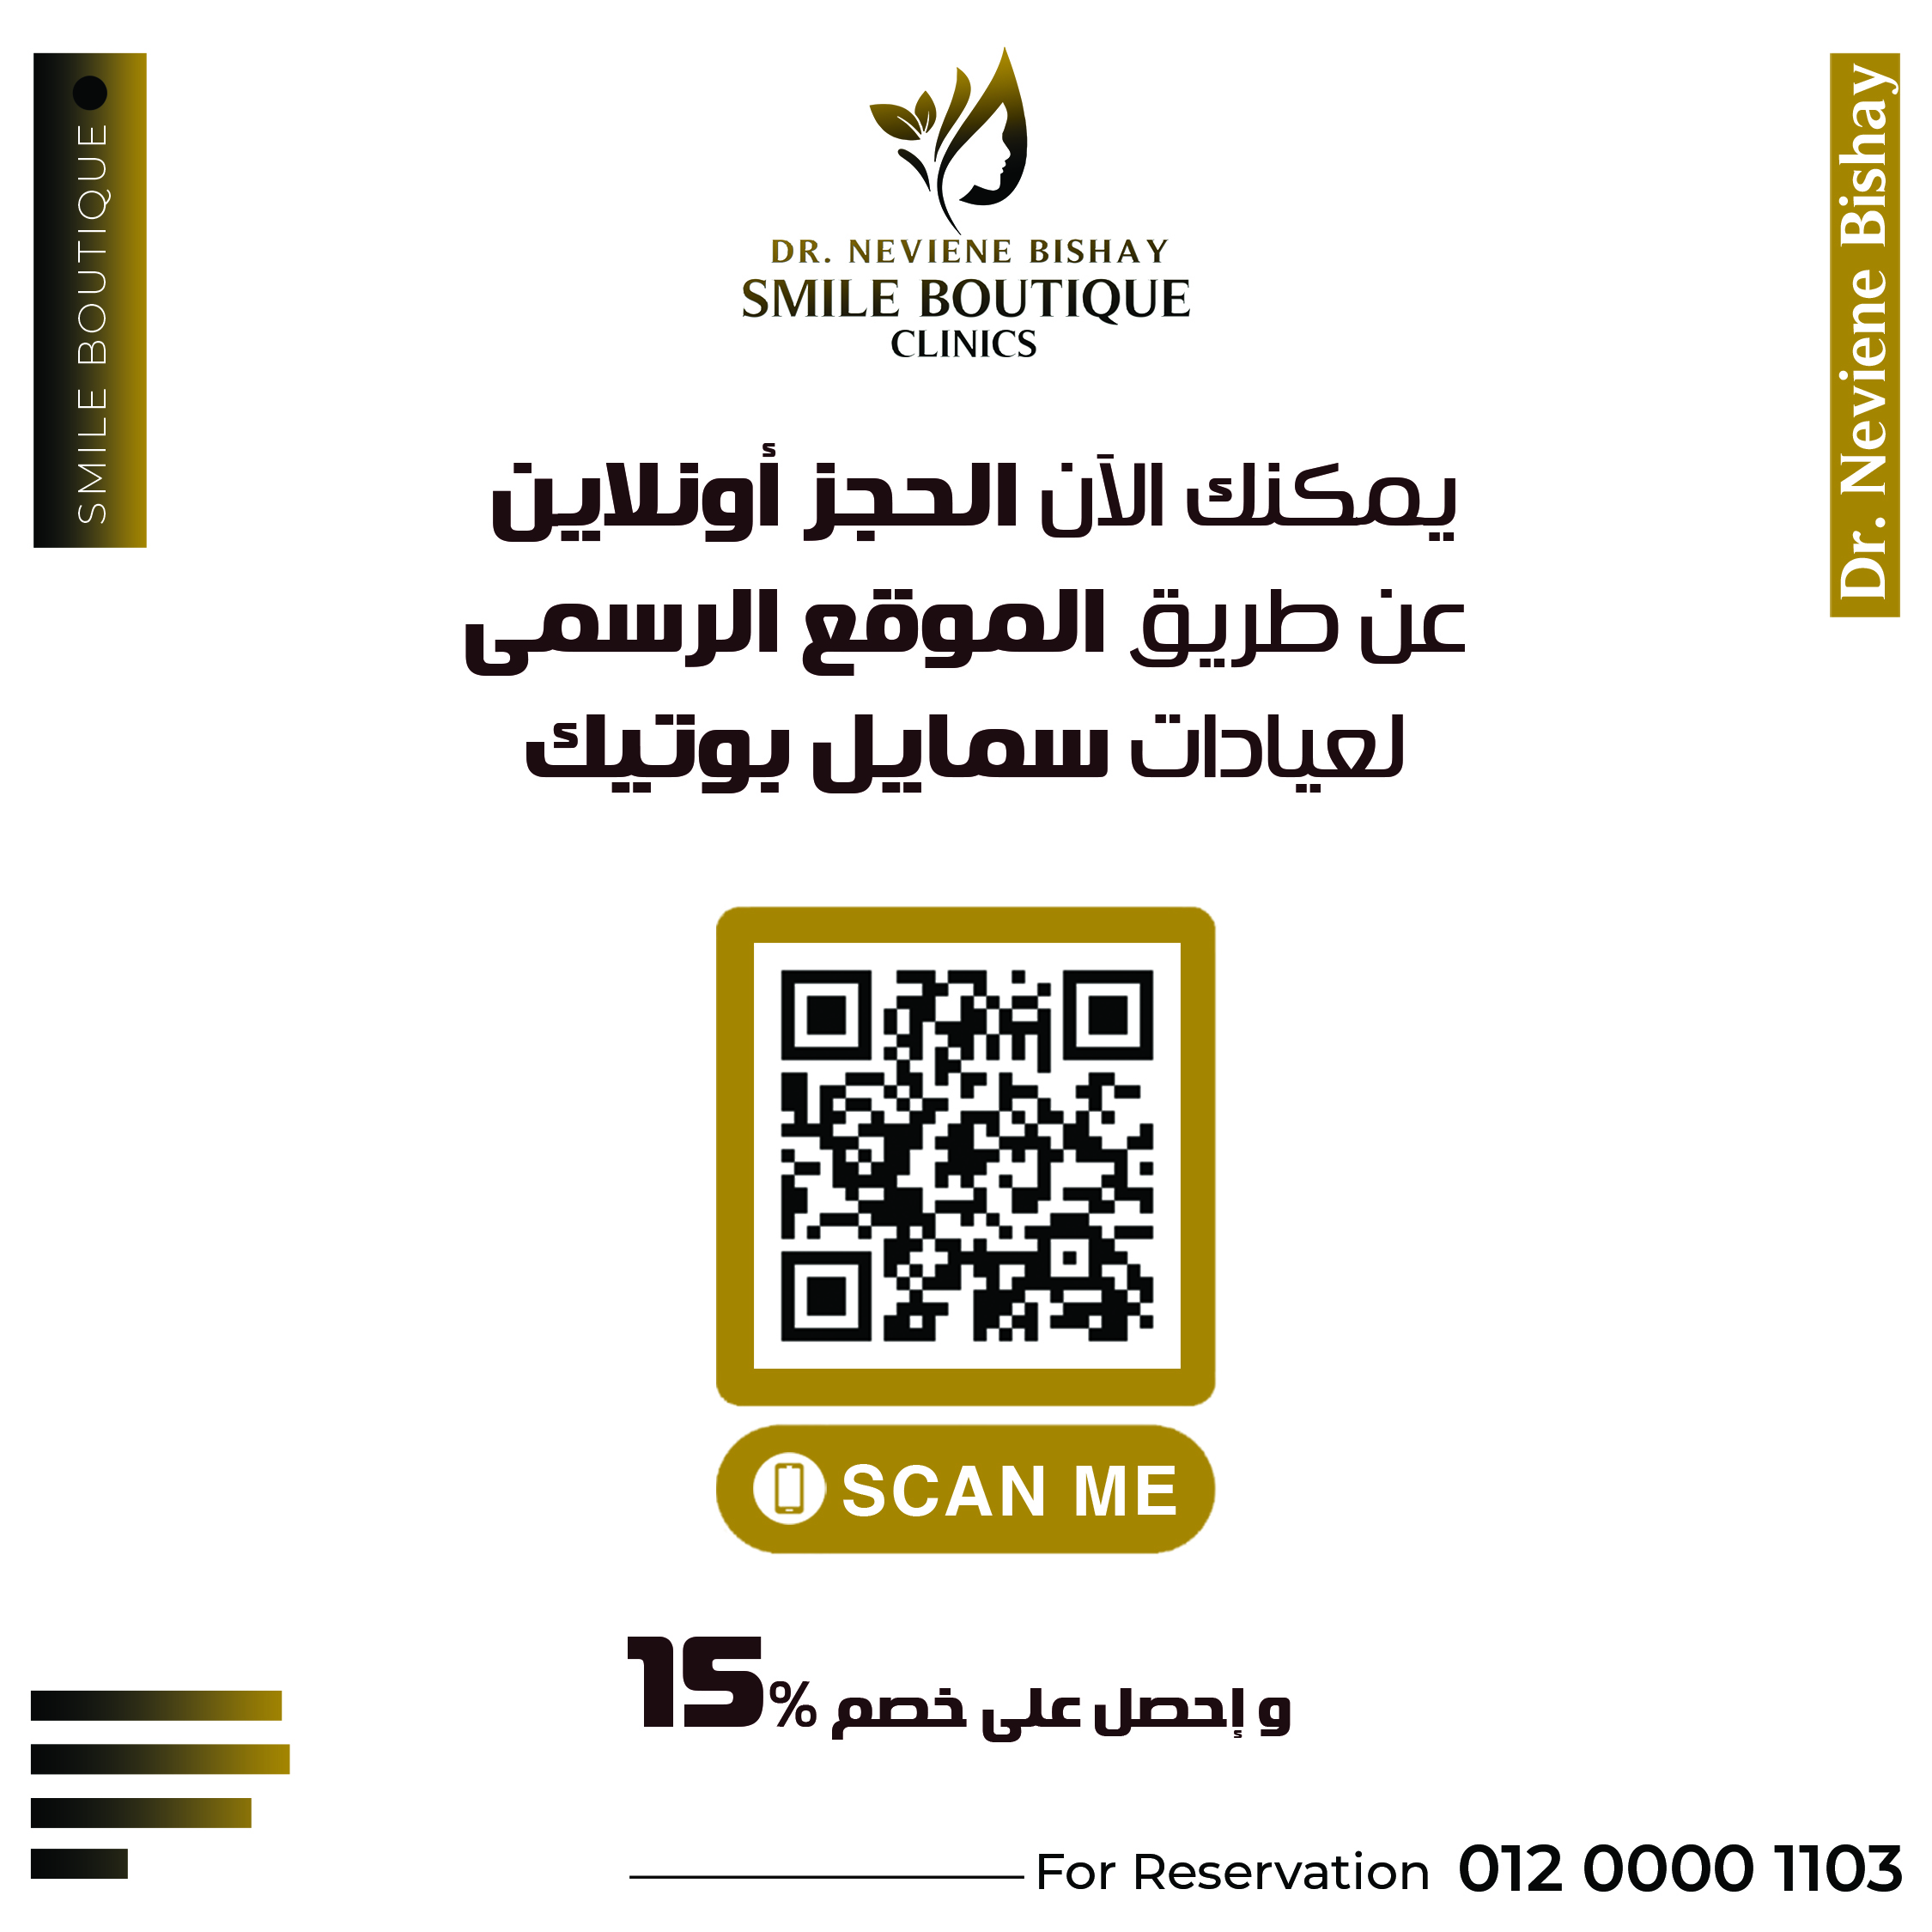 SMILE BOUTIQUE
Dr. Neviene Bishay
DR. NEVIENE BISHAY
SMILE BOUTIQUE
CLINICS
يمكنك الآن الحجز أونلاين
عن طريق الموقع الرسمى
لعيادات سمايل بوتيك
SCAN ME
و إحصل على خصم %15
For Reservation 012 0000 1103